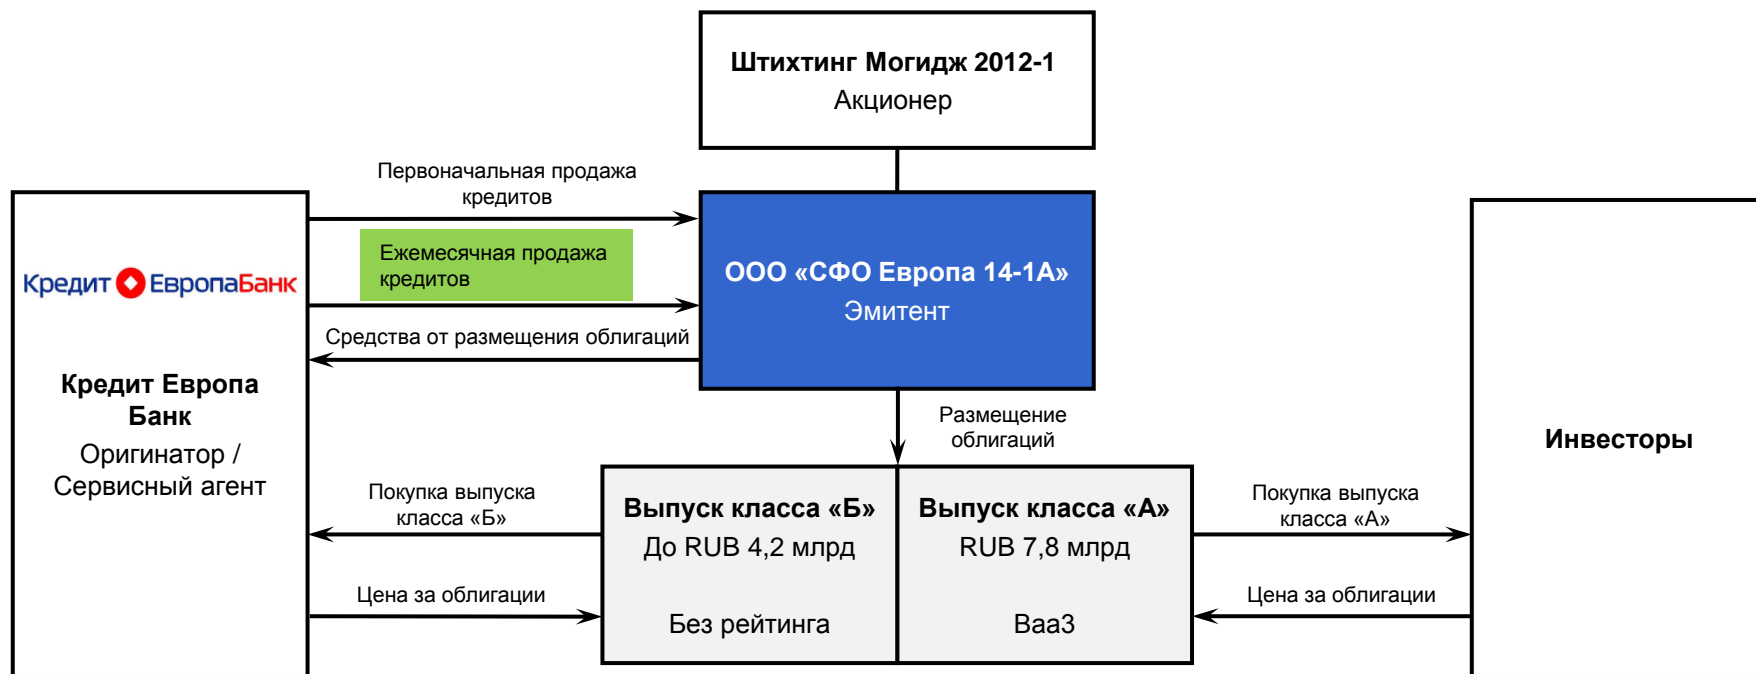 Штихтинг Могидж 2012-1
Акционер
Первоначальная продажа
кредитов
Ежемесячная продажа
кредитов
Средства от размещения облигаций
Кредит ЕвропаБанк
Кредит Европа
Банк
Оригинатор /
Сервисный агент
ООО «СФО Европа 14-1А»
Эмитент
Размещение
облигаций
Инвесторы
Покупка выпуска
класса «Б»
Цена за облигации
Выпуск класса «Б»
До RUB 4,2 млрд
Без рейтинга
Выпуск класса «А»
RUB 7,8 млрд
Baa3
Покупка выпуска
класса «А»
Цена за облигации